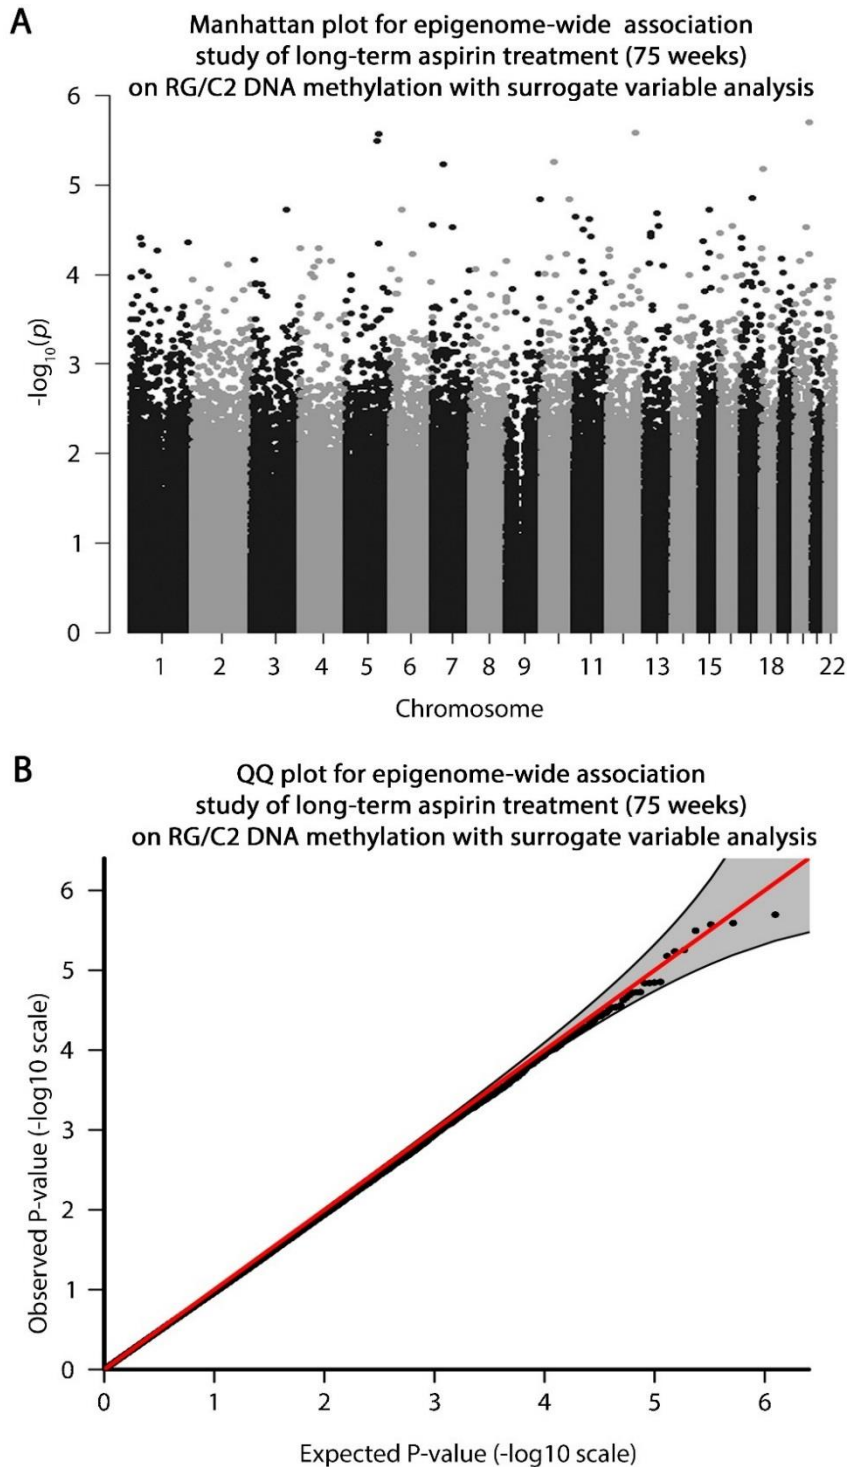 A
Manhattan plot for epigenome-wide association
study of long-term aspirin treatment (75 weeks)
on RG/C2 DNA methylation with surrogate variable analysis
6
5
4
3
2
1
0
-log10(p)
1 2 3 4 5 6 7 8 9 11 13 15 18 22
Chromosome
B
QQ plot for epigenome-wide association
study of long-term aspirin treatment (75 weeks)
on RG/C2 DNA methylation with surrogate variable analysis
6
5
4
3
2
1
0
Observed P-value (-log10 scale)
0 1 2 3 4 5 6
Expected P-value (-log10 scale)